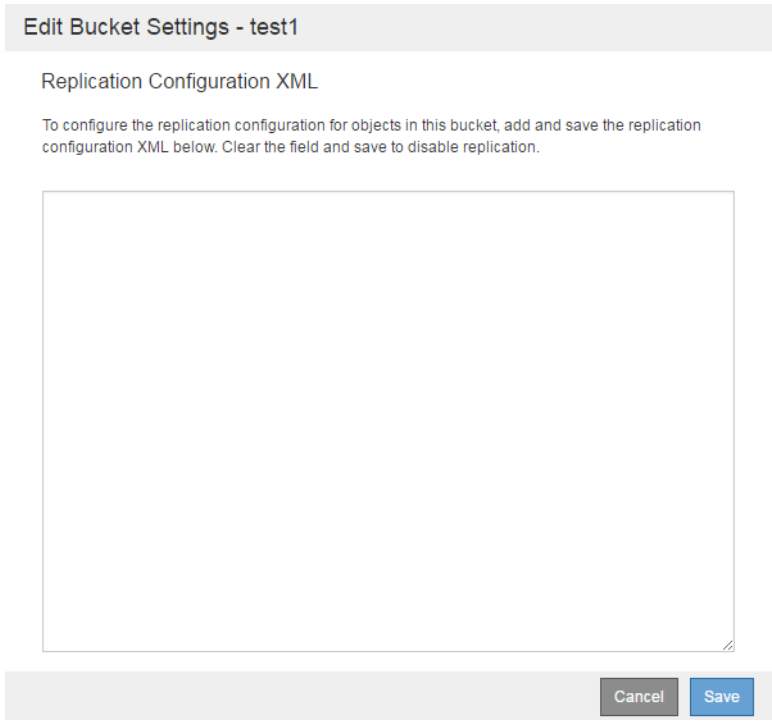 Edit Bucket Settings - test1
Replication Configuration XML
To configure the replication configuration for objects in this bucket, add and save the replication
configuration XML below. Clear the field and save to disable replication.
Cancel Save